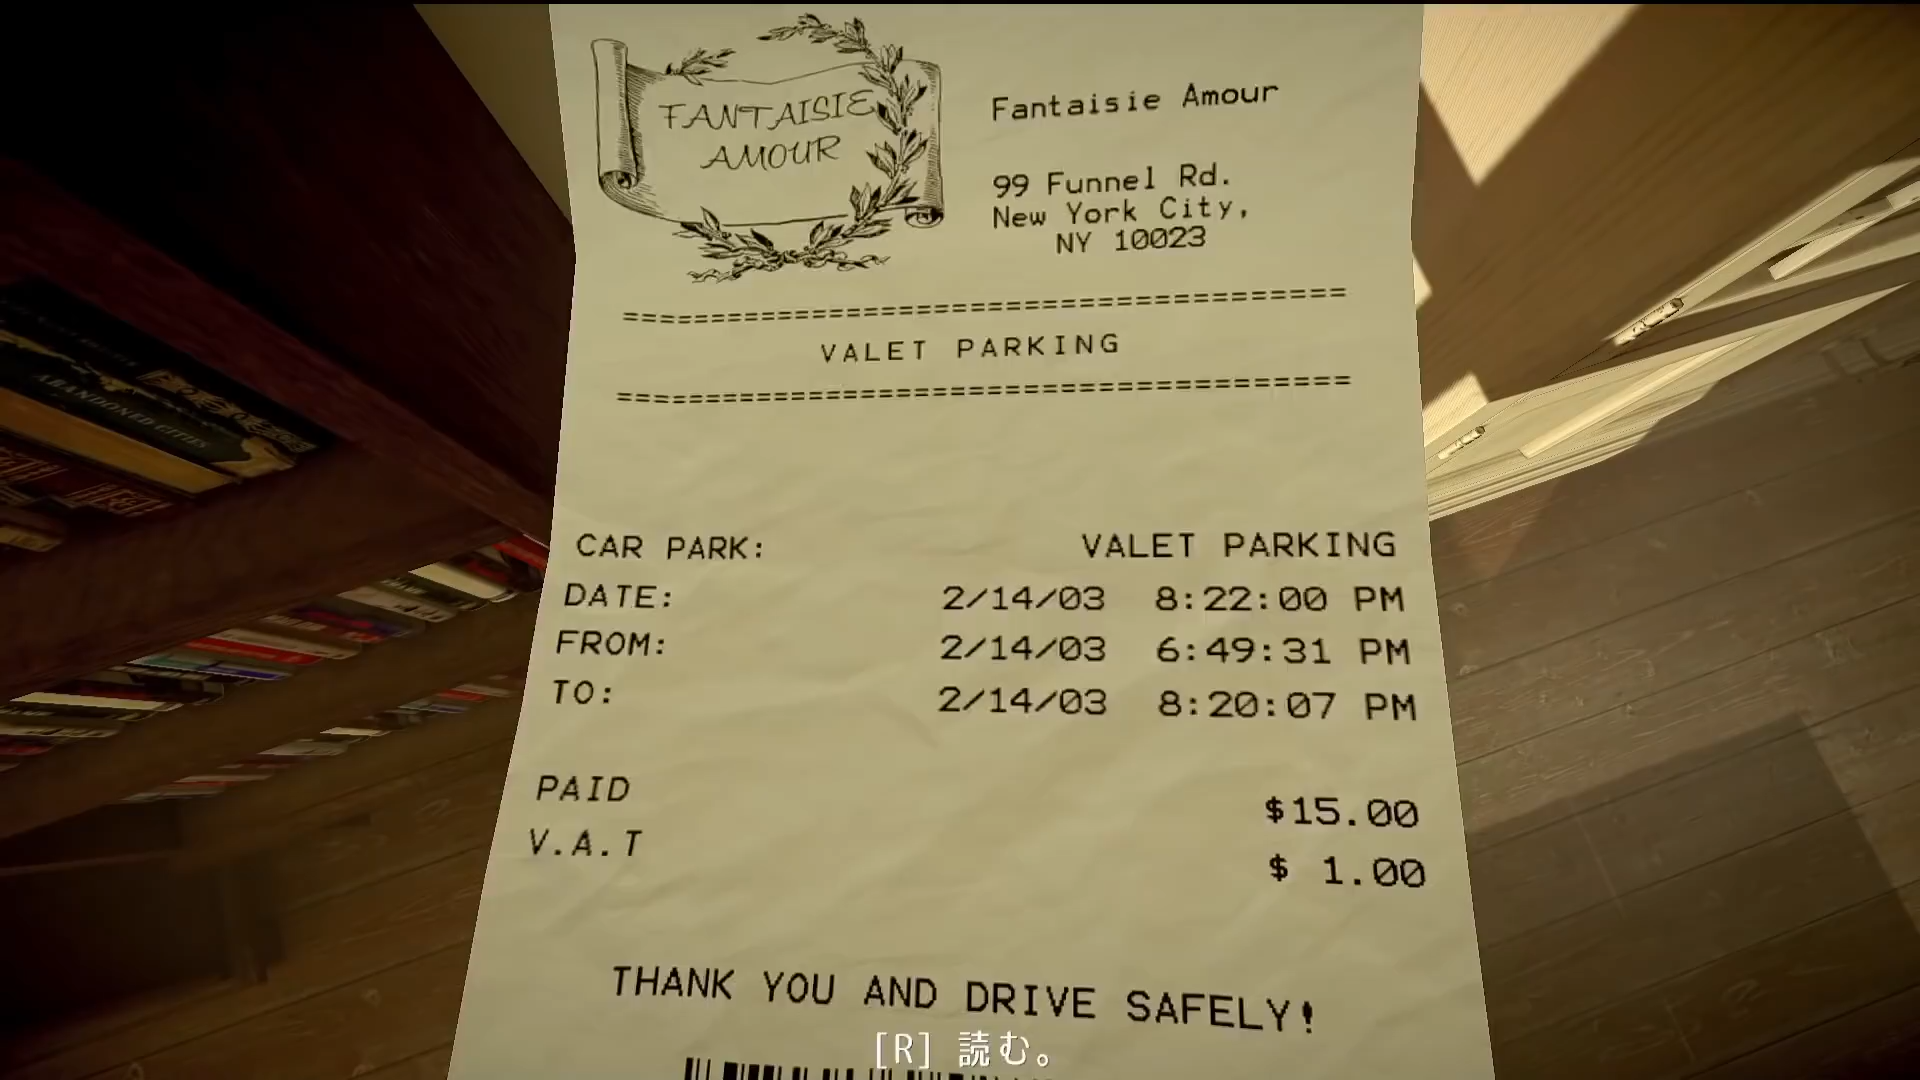 FANTAISIE
AMOUR
Fantaisie Amour
99 Funnel Rd.
New York City,
NY 10023
========================================
VALET PARKING
========================================
ABANDONED CITIES
CAR PARK: VALET PARKING
DATE: 2/14/03 8:22:00 PM
FROM: 2/14/03 6:49:31 PM
TO: 2/14/03 8:20:07 PM
PAID $15.00
V.A.T $ 1.00
THANK YOU AND DRIVE SAFELY!
[R] 読む。